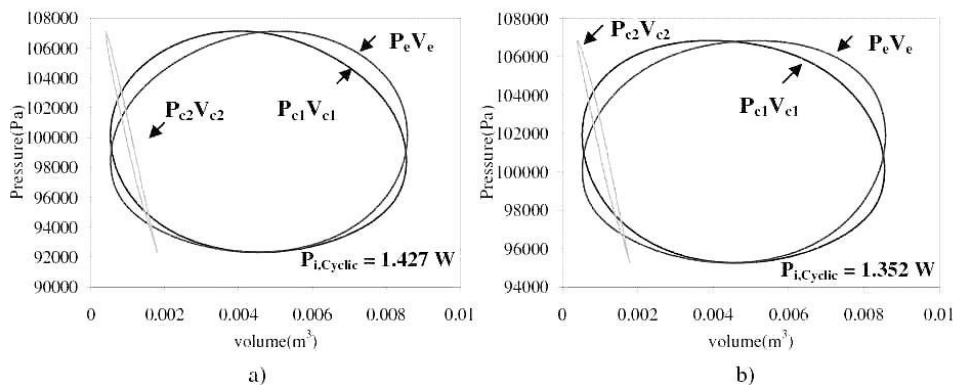 108000
106000
104000
102000
100000
98000
96000
94000
92000
90000
Pressure(Pa)
PeVe
Pc1Vc1
Pc2Vc2
Pi,Cyclic = 1.427 W
0 0.002 0.004 0.006 0.008 0.01
volume(m³)
a)
108000
106000
104000
102000
100000
98000
96000
94000
Pressure(Pa)
Pc2Vc2
PeVe
Pc1Vc1
Pi,Cyclic = 1.352 W
0 0.002 0.004 0.006 0.008 0.01
volume(m³)
b)